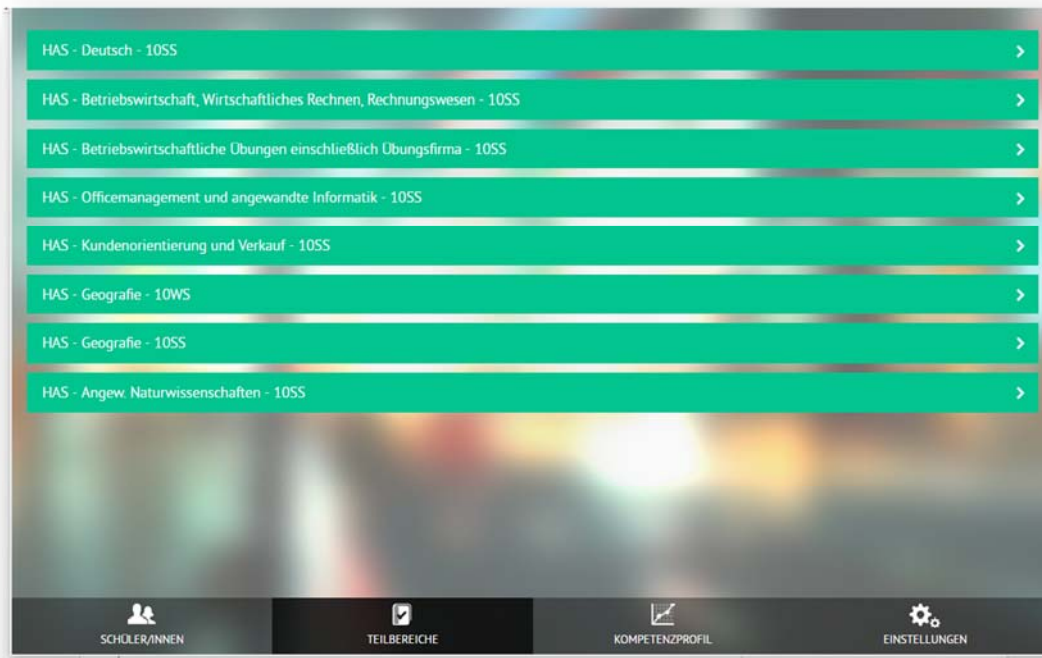 HAS - Deutsch - 10SS
HAS - Betriebswirtschaft, Wirtschaftliches Rechnen, Rechnungswesen - 10SS
HAS - Betriebswirtschaftliche Übungen einschließlich Übungsfirma - 10SS
HAS - Officemanagement und angewandte Informatik - 10SS
HAS - Kundenorientierung und Verkauf - 10SS
HAS - Geografie - 10WS
HAS - Geografie - 10SS
HAS - Angew. Naturwissenschaften - 10SS
SCHÜLER/INNEN
TEILBEREICHE
KOMPETENZPROFIL
EINSTELLUNGEN